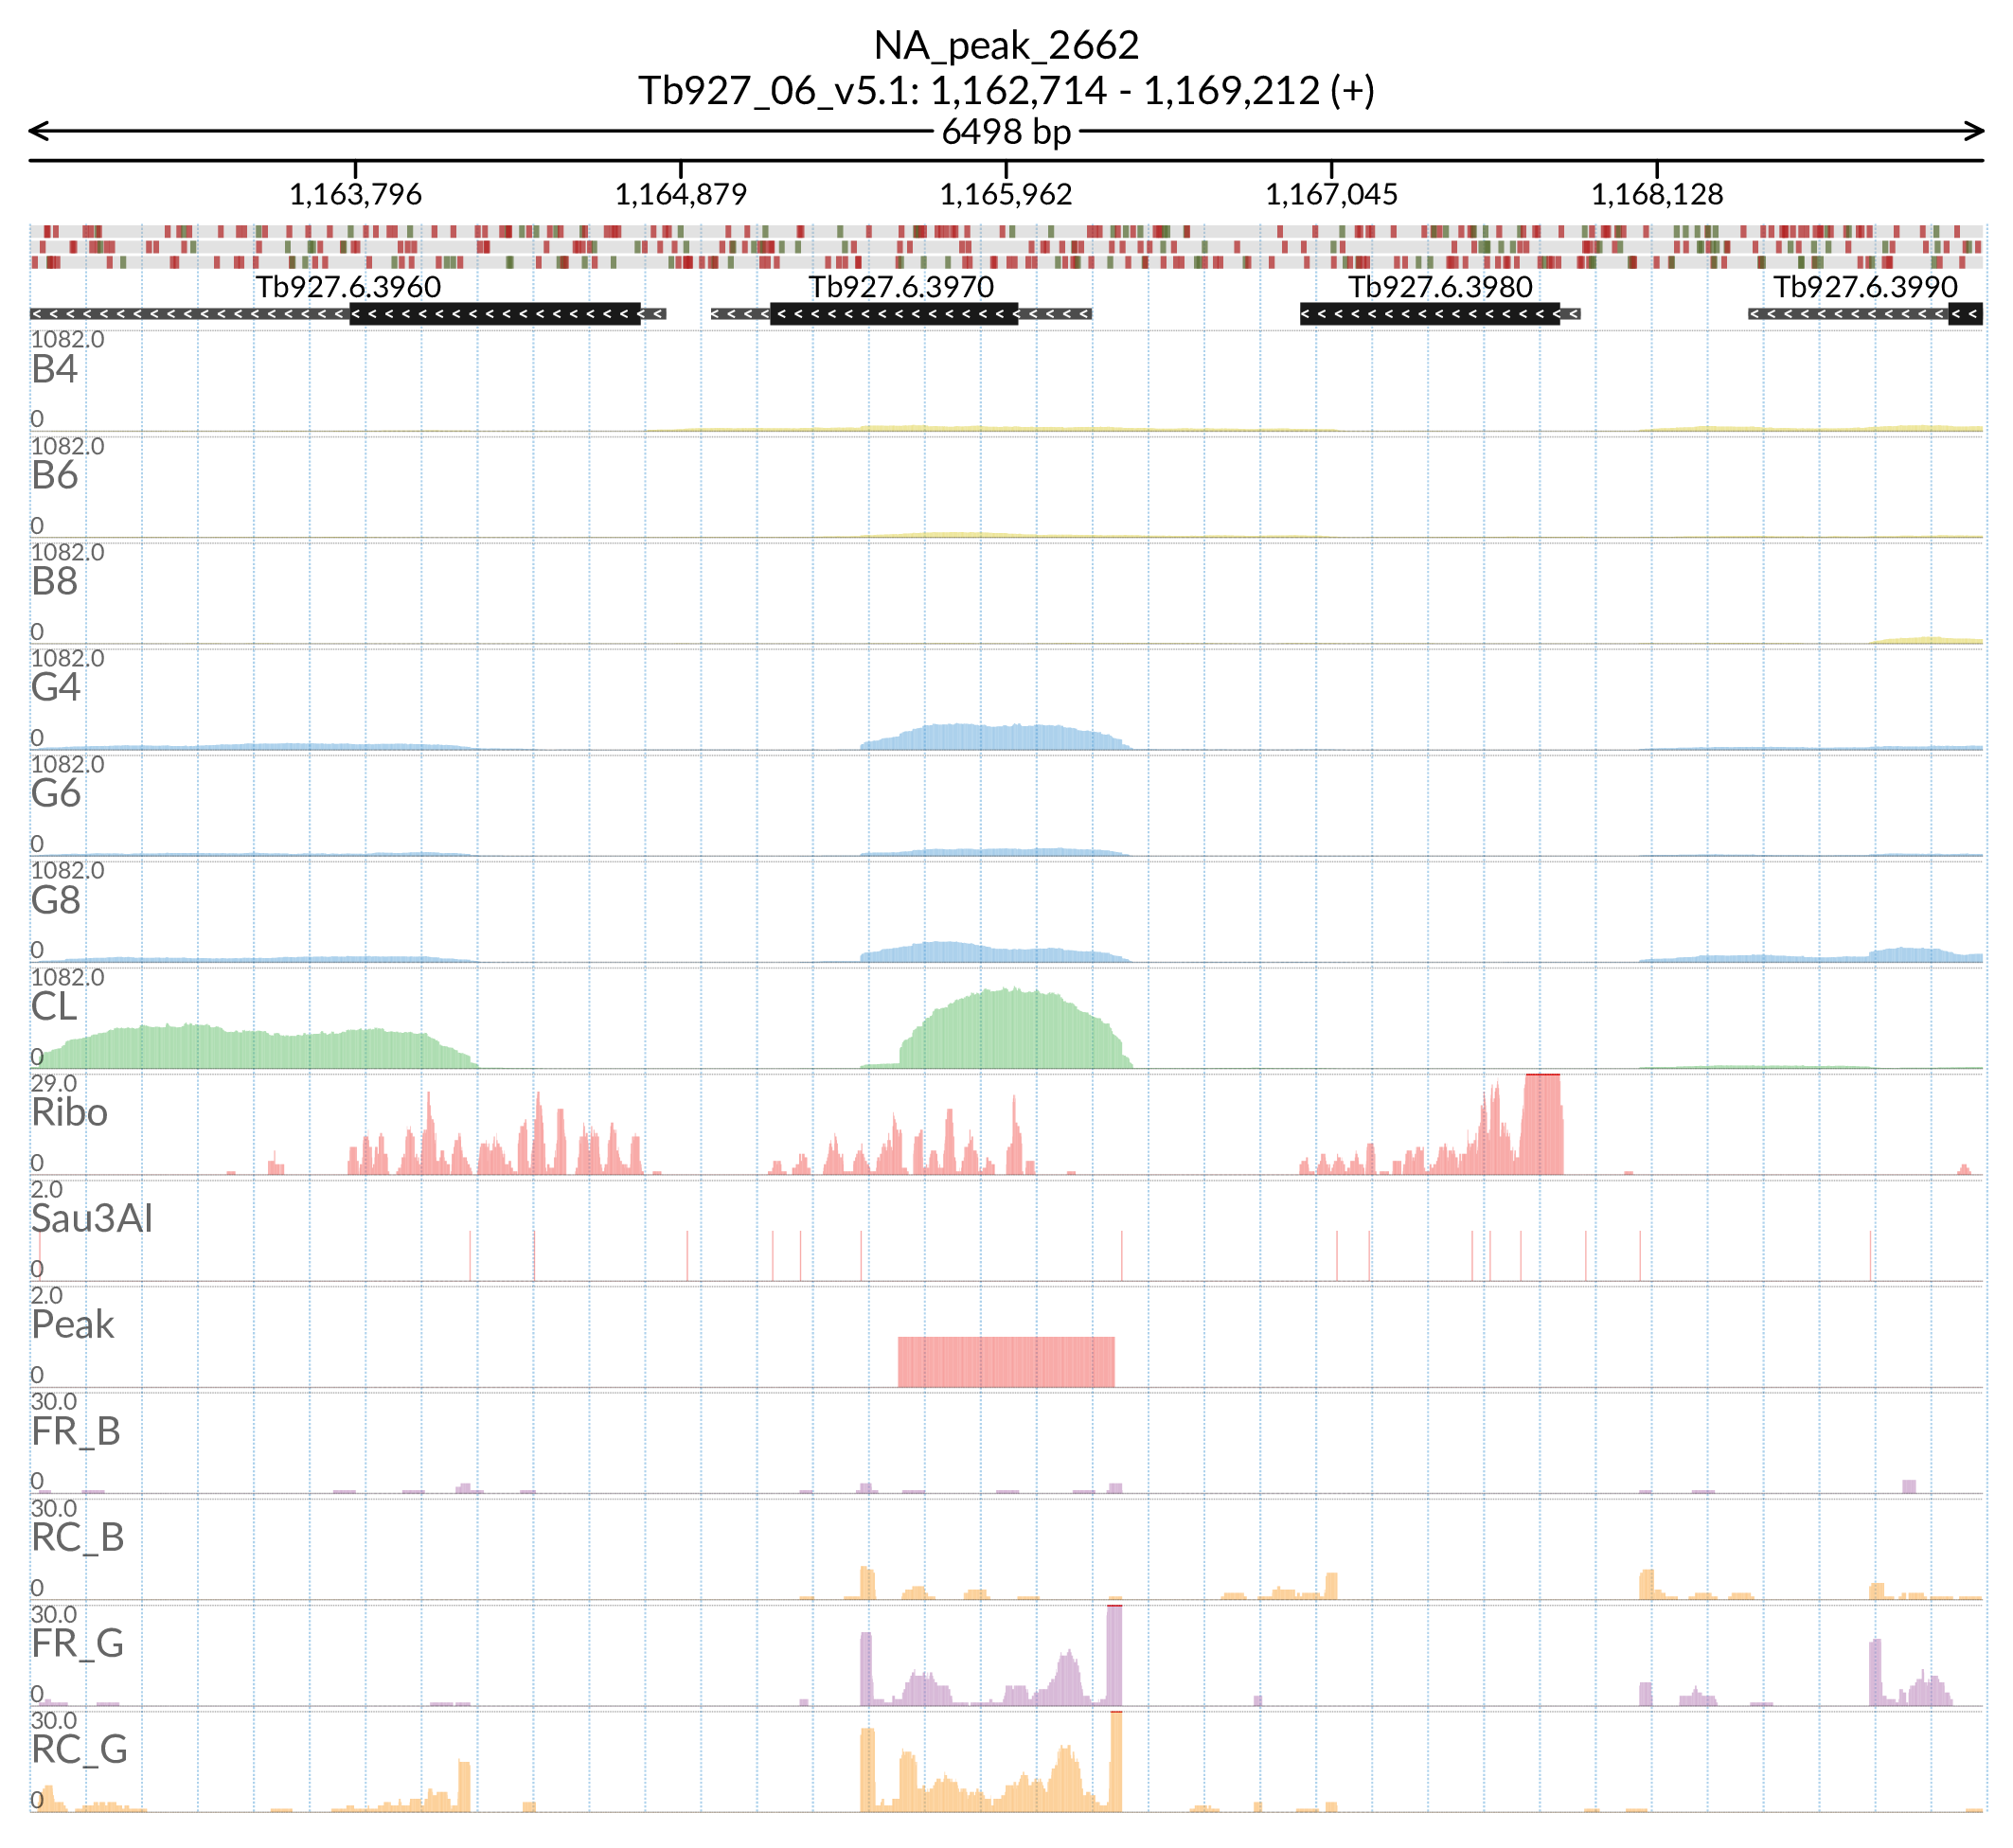 NA_peak_2662
Tb927_06_v5.1: 1,162,714 - 1,169,212 (+)
6498 bp
1,163,796 1,164,879 1,165,962 1,167,045 1,168,128
Tb927.6.3960 Tb927.6.3970 Tb927.6.3980 Tb927.6.3990
1082.0
B4
0
1082.0
B6
0
1082.0
B8
0
1082.0
G4
0
1082.0
G6
0
1082.0
G8
0
1082.0
CL
0
29.0
Ribo
0
2.0
Sau3AI
0
2.0
Peak
0
30.0
FR_B
0
30.0
RC_B
0
30.0
FR_G
0
30.0
RC_G
0